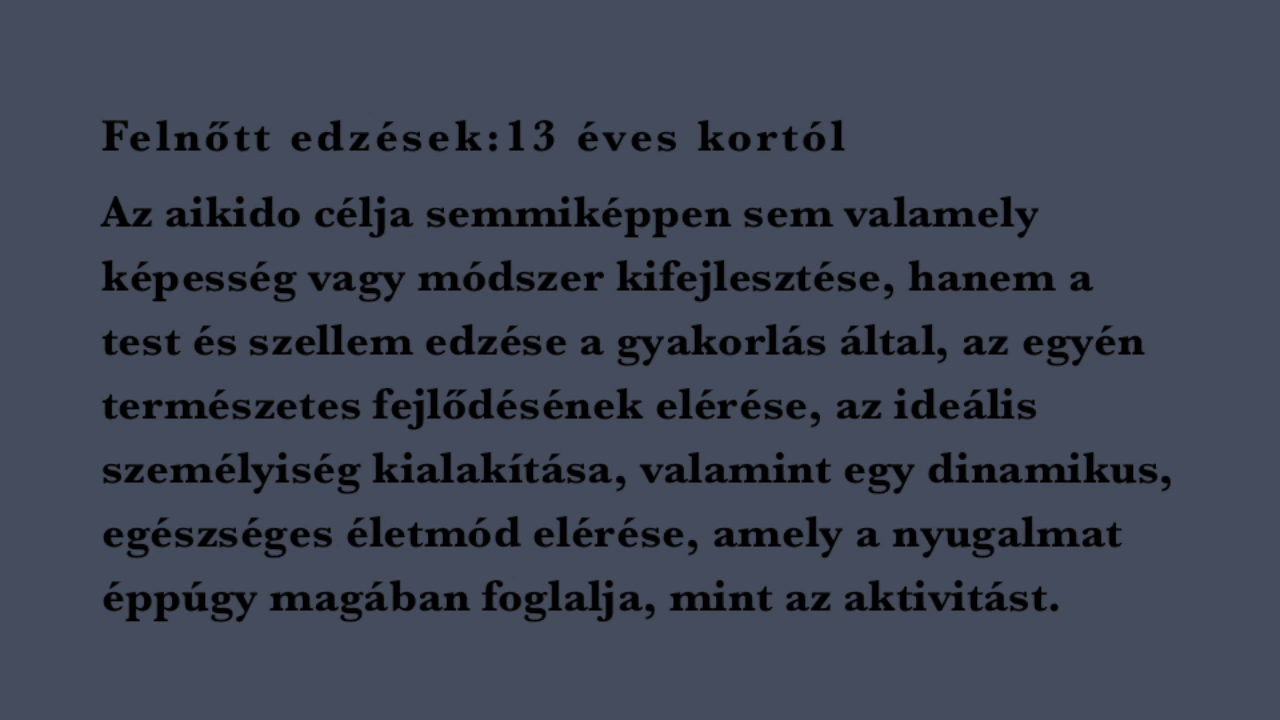 Felnőtt edzések:13 éves kortól
Az aikido célja semmiképpen sem valamely
képesség vagy módszer kifejlesztése, hanem a
test és szellem edzése a gyakorlás által, az egyén
természetes fejlődésének elérése, az ideális
személyiség kialakítása, valamint egy dinamikus,
egészséges életmód elérése, amely a nyugalmat
éppúgy magában foglalja, mint az aktivitást.